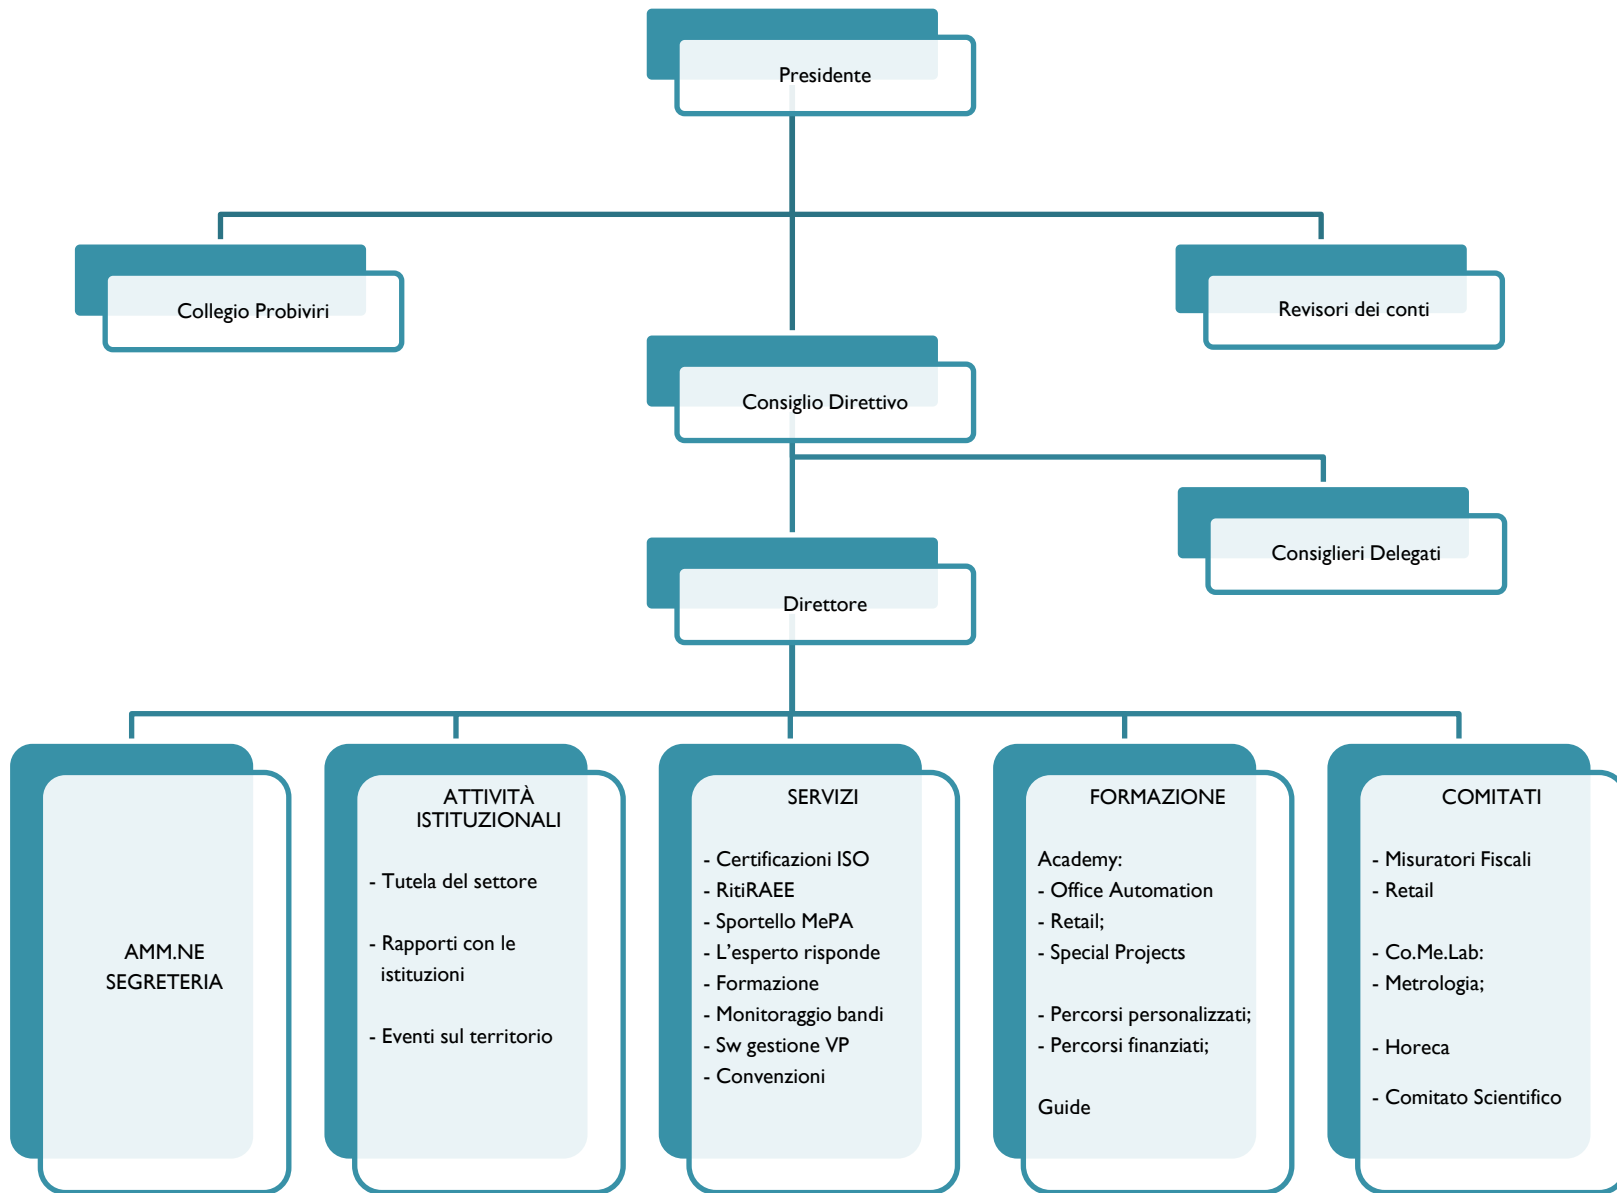 Presidente
Collegio Probiviri
Revisori dei conti
Consiglio Direttivo
Consiglieri Delegati
Direttore
AMM.NE
SEGRETERIA
ATTIVITÀ
ISTITUZIONALI
- Tutela del settore
- Rapporti con le
istituzioni
- Eventi sul territorio
SERVIZI
- Certificazioni ISO
- RitiRAEE
- Sportello MePA
- L'esperto risponde
- Formazione
- Monitoraggio bandi
- Sw gestione VP
- Convenzioni
FORMAZIONE
Academy:
- Office Automation
- Retail;
- Special Projects
- Percorsi personalizzati;
- Percorsi finanziati;
Guide
COMITATI
- Misuratori Fiscali
- Retail
- Co.Me.Lab:
- Metrologia;
- Horeca
- Comitato Scientifico